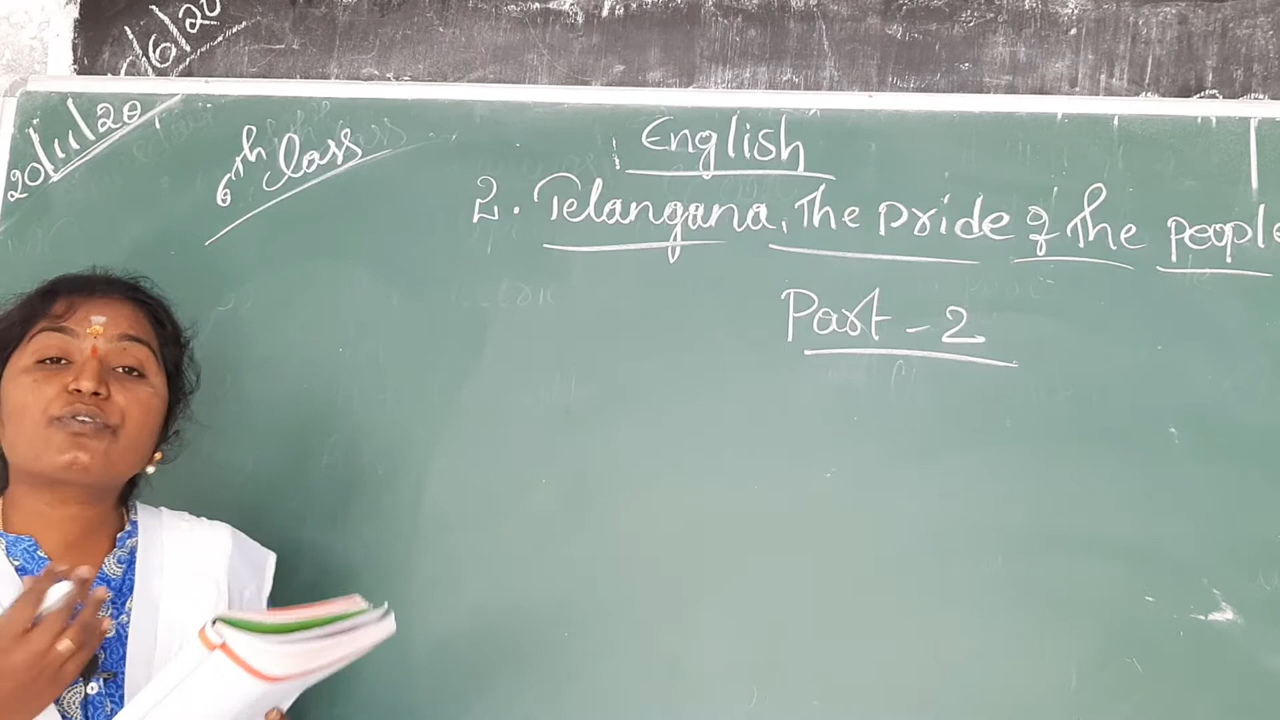 /6/20
20/11/20
6th class
English
2. Telangana, The Pride of The people
Part - 2